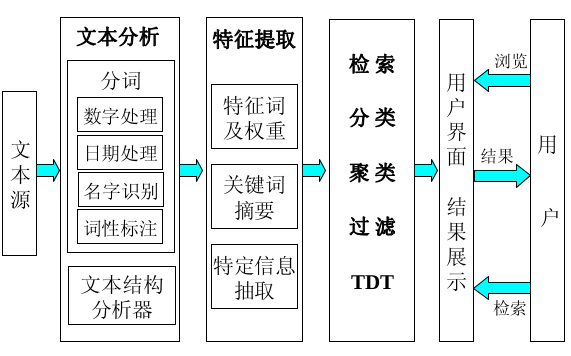 文本源
文本分析
分词
数字处理
日期处理
名字识别
词性标注
文本结构
分析器
特征提取
特征词
及权重
关键词
摘要
特定信息
抽取
检 索
分 类
聚 类
过 滤
TDT
用户界面
结果展示
浏览
结果
检索
用 户